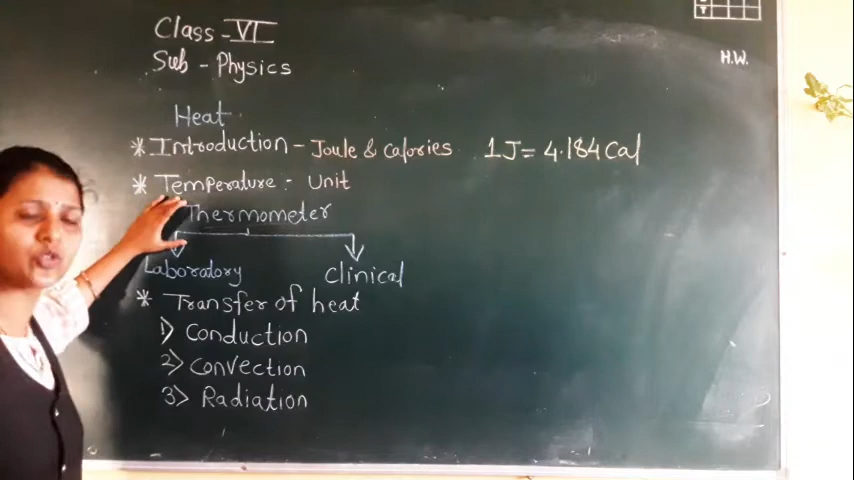 Class - VI
Sub - Physics
H.W.
Heat
* Introduction - Joule & calories 1J = 4.184 Cal
* Temperature :- Unit
Thermometer
Laboratory Clinical
* Transfer of heat
1) Conduction
2) Convection
3) Radiation